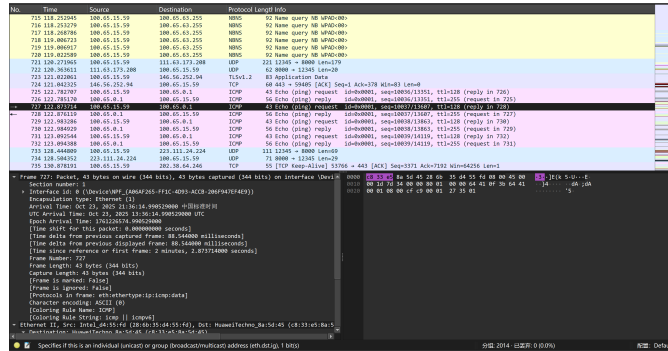 No. Time Source Destination Protocol Length Info
715 118.252945 100.65.15.59 100.65.63.255 NBNS 92 Name query NB WPAD<00>
716 118.253279 100.65.15.59 100.65.63.255 NBNS 92 Name query NB WPAD<00>
717 118.268786 100.65.15.59 100.65.63.255 NBNS 92 Name query NB WPAD<00>
718 119.006723 100.65.15.59 100.65.63.255 NBNS 92 Name query NB WPAD<00>
719 119.006917 100.65.15.59 100.65.63.255 NBNS 92 Name query NB WPAD<00>
720 119.022589 100.65.15.59 100.65.63.255 NBNS 92 Name query NB WPAD<00>
721 120.271965 100.65.15.59 111.63.173.208 UDP 221 12345 → 8000 Len=179
722 120.363611 111.63.173.208 100.65.15.59 UDP 62 8000 → 12345 Len=20
723 121.022061 100.65.15.59 146.56.252.94 TLSv1.2 83 Application Data
724 121.042325 146.56.252.94 100.65.15.59 TCP 60 443 → 59405 [ACK] Seq=1 Ack=378 Win=83 Len=0
725 122.782707 100.65.15.59 100.65.0.1 ICMP 43 Echo (ping) request id=0x0001, seq=10036/13351, ttl=128 (reply in 726)
726 122.785170 100.65.0.1 100.65.15.59 ICMP 56 Echo (ping) reply id=0x0001, seq=10036/13351, ttl=255 (request in 725)
727 122.873714 100.65.15.59 100.65.0.1 ICMP 43 Echo (ping) request id=0x0001, seq=10037/13607, ttl=128 (reply in 728)
728 122.876119 100.65.0.1 100.65.15.59 ICMP 56 Echo (ping) reply id=0x0001, seq=10037/13607, ttl=255 (request in 727)
729 122.983286 100.65.15.59 100.65.0.1 ICMP 43 Echo (ping) request id=0x0001, seq=10038/13863, ttl=128 (reply in 730)
730 122.984929 100.65.0.1 100.65.15.59 ICMP 56 Echo (ping) reply id=0x0001, seq=10038/13863, ttl=255 (request in 729)
731 123.092544 100.65.15.59 100.65.0.1 ICMP 43 Echo (ping) request id=0x0001, seq=10039/14119, ttl=128 (reply in 732)
732 123.094388 100.65.0.1 100.65.15.59 ICMP 56 Echo (ping) reply id=0x0001, seq=10039/14119, ttl=255 (request in 731)
733 128.444809 100.65.15.59 223.111.24.224 UDP 111 12345 → 8000 Len=69
734 128.504352 223.111.24.224 100.65.15.59 UDP 71 8000 → 12345 Len=29
735 130.878191 100.65.15.59 202.38.64.246 TCP 55 [TCP Keep-Alive] 53766 → 443 [ACK] Seq=3371 Ack=7192 Win=64256 Len=1
Frame 727: Packet, 43 bytes on wire (344 bits), 43 bytes captured (344 bits) on interface \Devi
Section number: 1
Interface id: 0 (\Device\NPF_{A06AF265-FF1C-4D93-ACCB-206F947EF4E9})
Encapsulation type: Ethernet (1)
Arrival Time: Oct 23, 2025 21:36:14.990529000 中国标准时间
UTC Arrival Time: Oct 23, 2025 13:36:14.990529000 UTC
Epoch Arrival Time: 1761226574.990529000
[Time shift for this packet: 0.000000000 seconds]
[Time delta from previous captured frame: 88.544000 milliseconds]
[Time delta from previous displayed frame: 88.544000 milliseconds]
[Time since reference or first frame: 2 minutes, 2.873714000 seconds]
Frame Number: 727
Frame Length: 43 bytes (344 bits)
Capture Length: 43 bytes (344 bits)
[Frame is marked: False]
[Frame is ignored: False]
[Protocols in frame: eth:ethertype:ip:icmp:data]
Character encoding: ASCII (0)
[Coloring Rule Name: ICMP]
[Coloring Rule String: icmp || icmpv6]
Ethernet II, Src: Intel_d4:55:fd (28:6b:35:d4:55:fd), Dst: HuaweiTechno_8a:5d:45 (c8:33:e5:8a:5
0000 c8 33 e5 8a 5d 45 28 6b 35 d4 55 fd 08 00 45 00 ·3··]E(k 5·U···E·
0010 00 1d 7d 34 00 00 80 01 00 00 64 41 0f 3b 64 41 ··}4···· ··dA·;dA
0020 00 01 08 00 cf c9 00 01 27 35 01 ········ '5·
Specifies if this is an individual (unicast) or group (broadcast/multicast) address (eth.dst.ig), 1 bit(s)
分组: 2014 · 已丢弃: 0 (0.0%)
配置: Defau